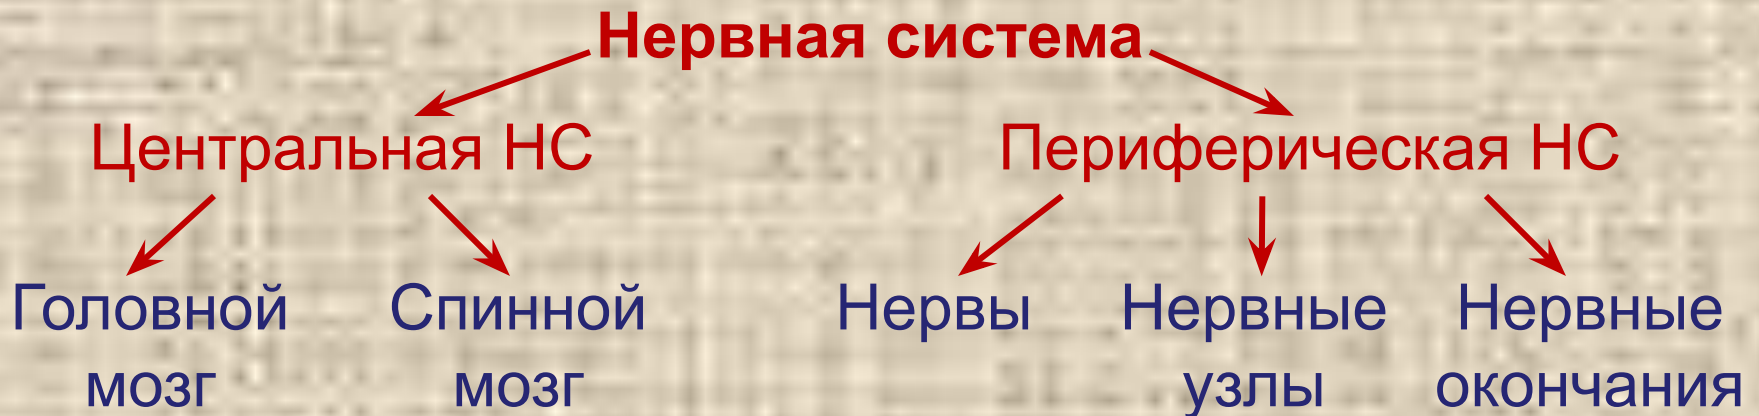 Нервная система
Центральная НС
Периферическая НС
Головной
мозг
Спинной
мозг
Нервы
Нервные
узлы
Нервные
окончания